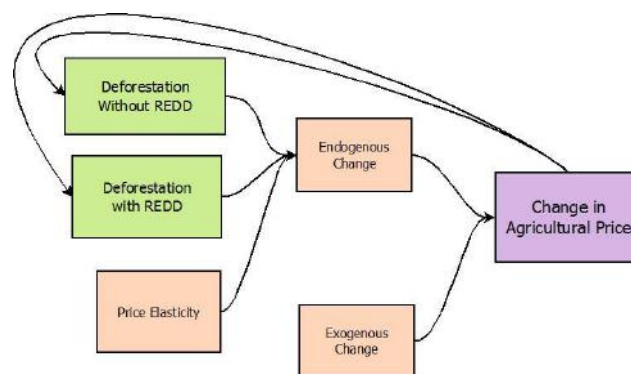 Deforestation
Without REDD
Deforestation
with REDD
Price Elasticity
Endogenous
Change
Exogenous
Change
Change in
Agricultural Price